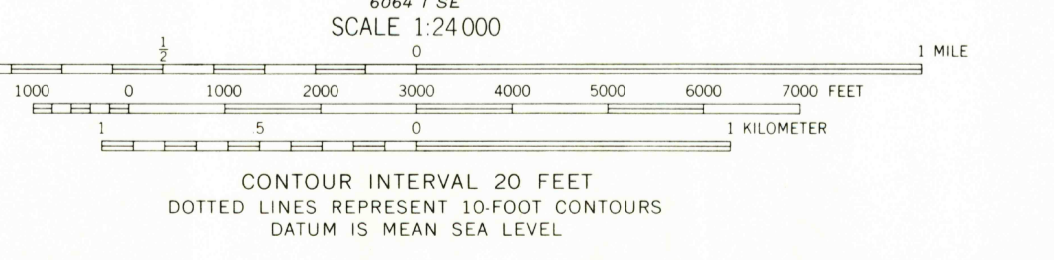 6064 I SE
SCALE 1:24 000
1/2 0 1 MILE
1000 0 1000 2000 3000 4000 5000 6000 7000 FEET
1 .5 0 1 KILOMETER
CONTOUR INTERVAL 20 FEET
DOTTED LINES REPRESENT 10-FOOT CONTOURS
DATUM IS MEAN SEA LEVEL